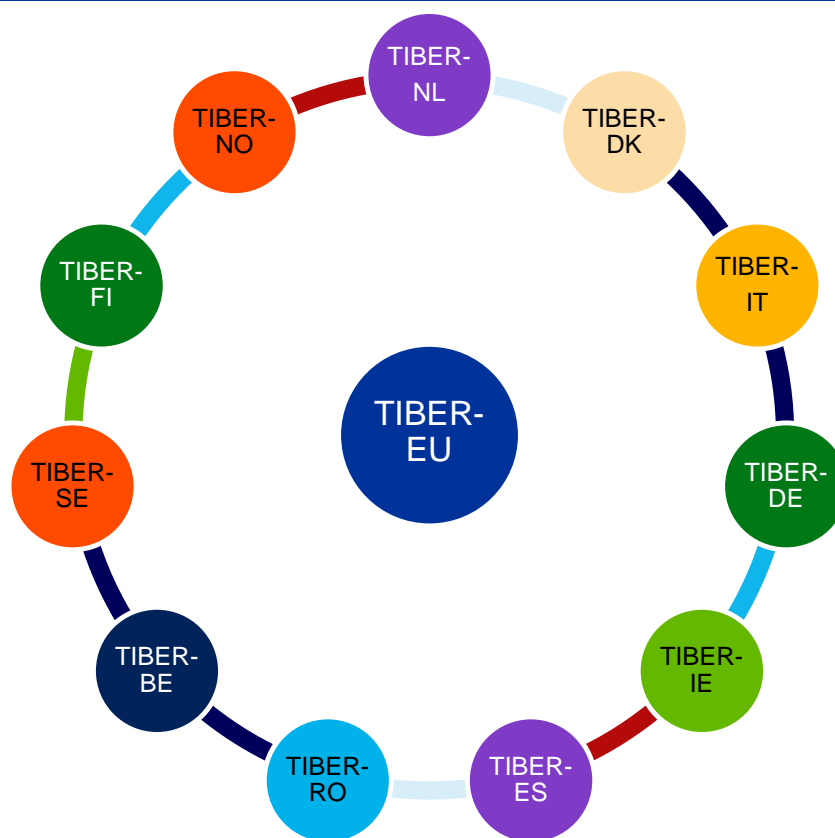 TIBER-
NL
TIBER-
DK
TIBER-
IT
TIBER-
DE
TIBER-
IE
TIBER-
ES
TIBER-
RO
TIBER-
BE
TIBER-
SE
TIBER-
FI
TIBER-
NO
TIBER-
EU